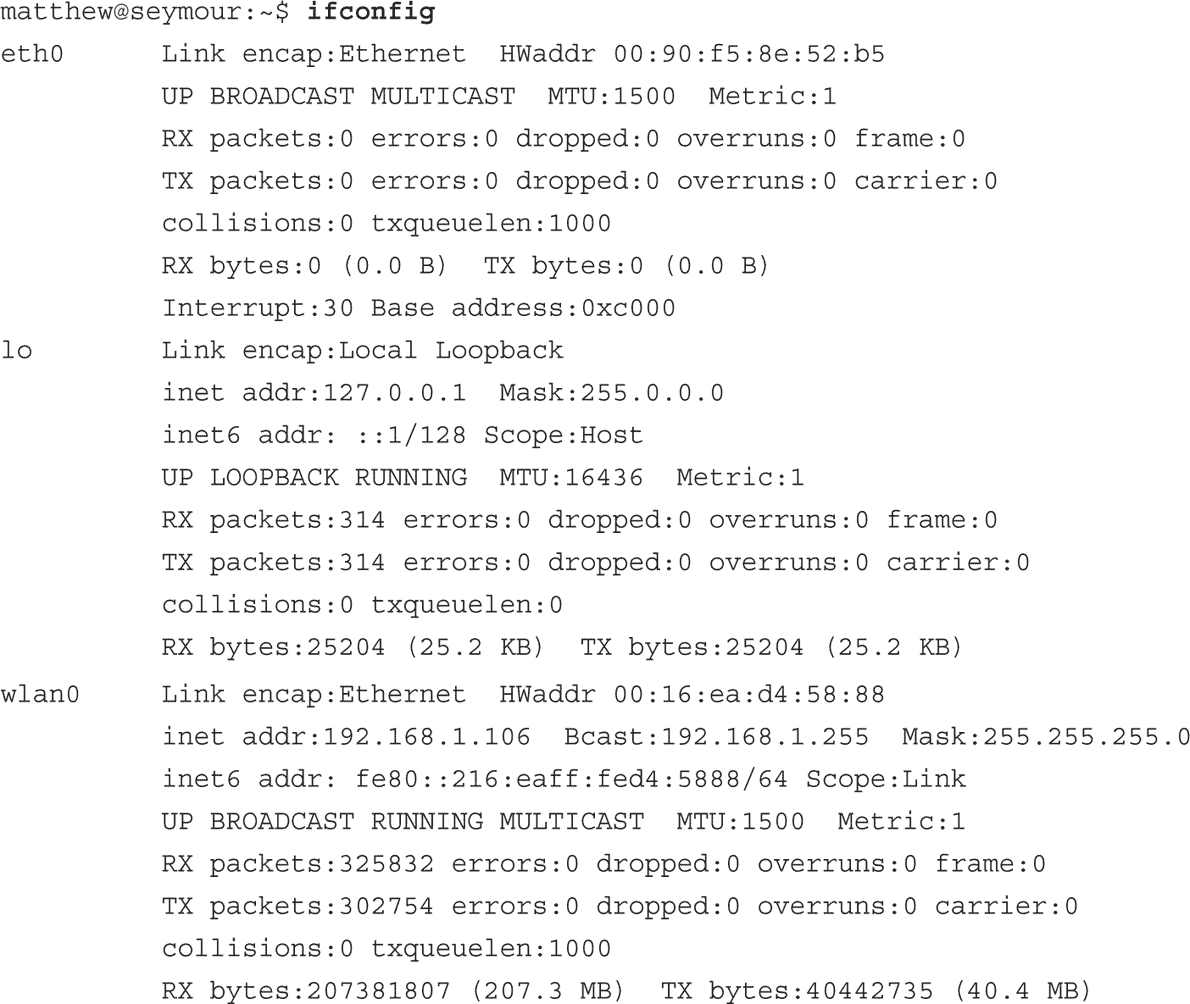 matthew@seymour:~$ ifconfig
eth0      Link encap:Ethernet  HWaddr 00:90:f5:8e:52:b5
          UP BROADCAST MULTICAST  MTU:1500  Metric:1
          RX packets:0 errors:0 dropped:0 overruns:0 frame:0
          TX packets:0 errors:0 dropped:0 overruns:0 carrier:0
          collisions:0 txqueuelen:1000
          RX bytes:0 (0.0 B)  TX bytes:0 (0.0 B)
          Interrupt:30 Base address:0xc000
lo        Link encap:Local Loopback
          inet addr:127.0.0.1  Mask:255.0.0.0
          inet6 addr: ::1/128 Scope:Host
          UP LOOPBACK RUNNING  MTU:16436  Metric:1
          RX packets:314 errors:0 dropped:0 overruns:0 frame:0
          TX packets:314 errors:0 dropped:0 overruns:0 carrier:0
          collisions:0 txqueuelen:0
          RX bytes:25204 (25.2 KB)  TX bytes:25204 (25.2 KB)
wlan0     Link encap:Ethernet  HWaddr 00:16:ea:d4:58:88
          inet addr:192.168.1.106  Bcast:192.168.1.255  Mask:255.255.255.0
          inet6 addr: fe80::216:eaff:fed4:5888/64 Scope:Link
          UP BROADCAST RUNNING MULTICAST  MTU:1500  Metric:1
          RX packets:325832 errors:0 dropped:0 overruns:0 frame:0
          TX packets:302754 errors:0 dropped:0 overruns:0 carrier:0
          collisions:0 txqueuelen:1000
          RX bytes:207381807 (207.3 MB)  TX bytes:40442735 (40.4 MB)